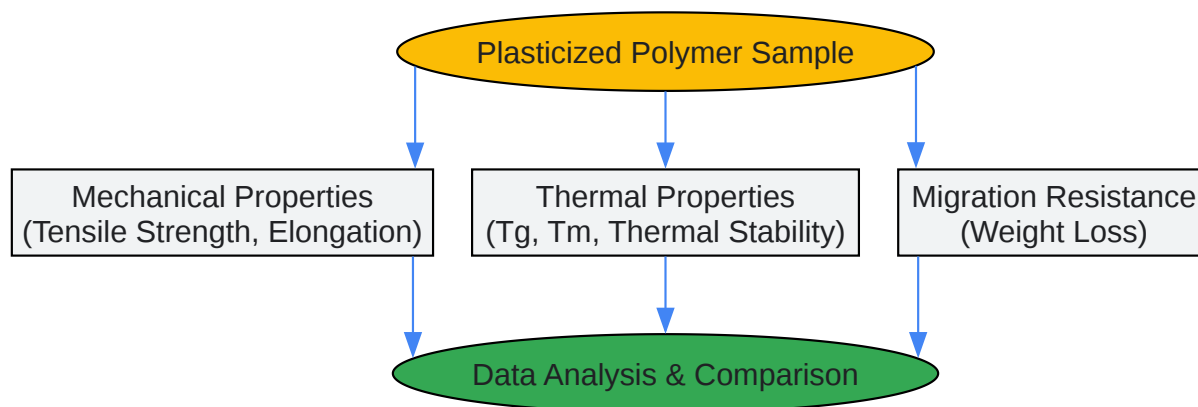 Plasticized Polymer Sample
Mechanical Properties
(Tensile Strength, Elongation)
Thermal Properties
(Tg, Tm, Thermal Stability)
Migration Resistance
(Weight Loss)
Data Analysis & Comparison